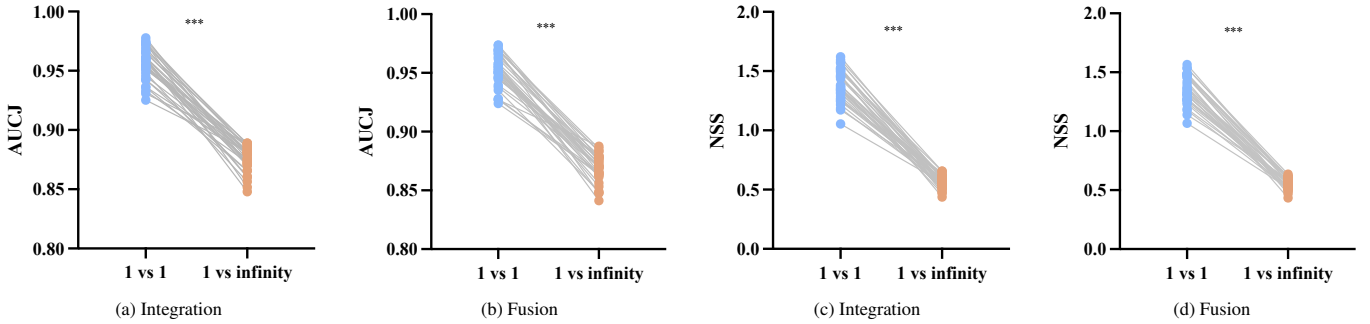 AUCJ
1.00
0.95
0.90
0.85
0.80
***
1 vs 1
1 vs infinity
(a) Integration
AUCJ
1.00
0.95
0.90
0.85
0.80
***
1 vs 1
1 vs infinity
(b) Fusion
NSS
2.0
1.5
1.0
0.5
0.0
***
1 vs 1
1 vs infinity
(c) Integration
NSS
2.0
1.5
1.0
0.5
0.0
***
1 vs 1
1 vs infinity
(d) Fusion